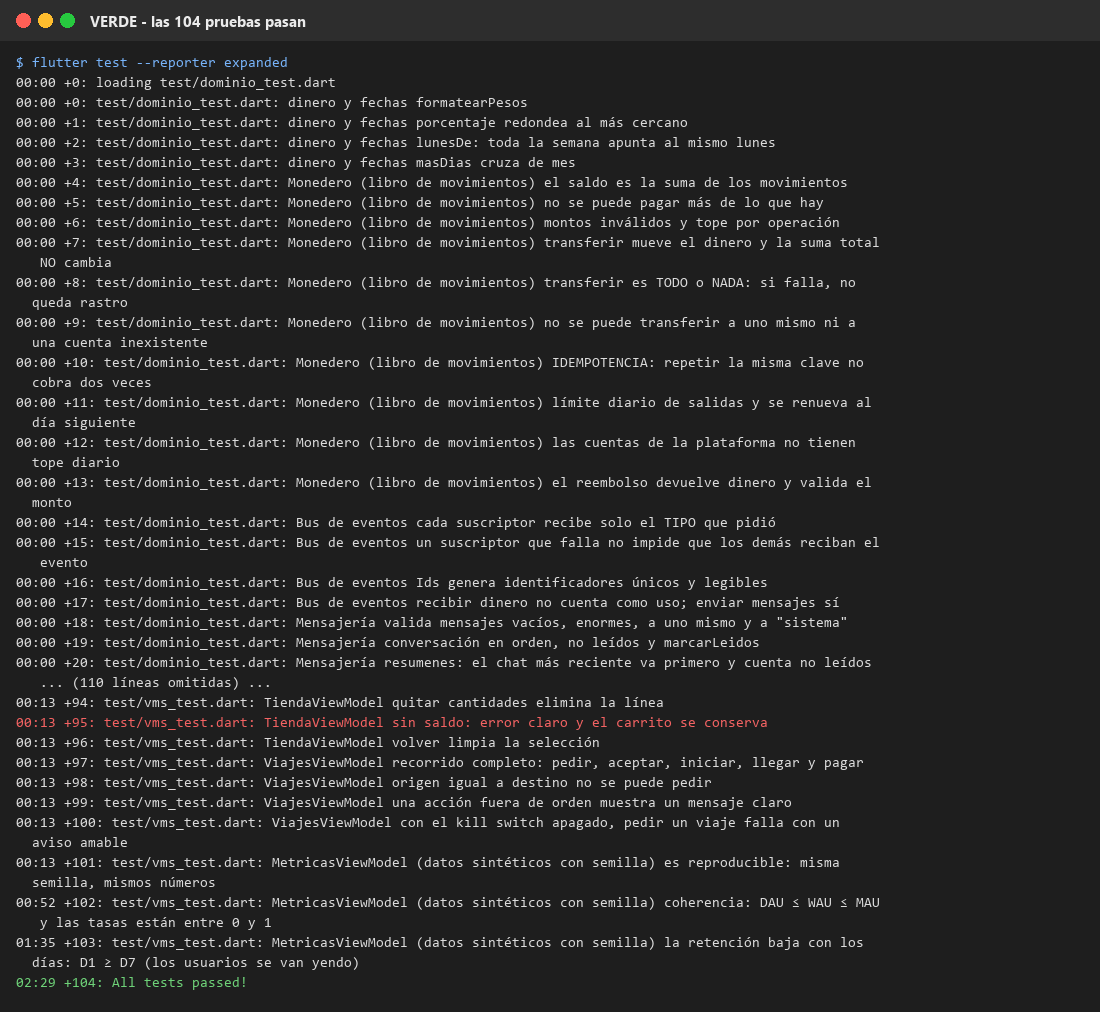 VERDE - las 104 pruebas pasan
$ flutter test --reporter expanded
00:00 +0: loading test/dominio_test.dart
00:00 +0: test/dominio_test.dart: dinero y fechas formatearPesos
00:00 +1: test/dominio_test.dart: dinero y fechas porcentaje redondea al más cercano
00:00 +2: test/dominio_test.dart: dinero y fechas lunesDe: toda la semana apunta al mismo lunes
00:00 +3: test/dominio_test.dart: dinero y fechas masDias cruza de mes
00:00 +4: test/dominio_test.dart: Monedero (libro de movimientos) el saldo es la suma de los movimientos
00:00 +5: test/dominio_test.dart: Monedero (libro de movimientos) no se puede pagar más de lo que hay
00:00 +6: test/dominio_test.dart: Monedero (libro de movimientos) montos inválidos y tope por operación
00:00 +7: test/dominio_test.dart: Monedero (libro de movimientos) transferir mueve el dinero y la suma total
NO cambia
00:00 +8: test/dominio_test.dart: Monedero (libro de movimientos) transferir es TODO o NADA: si falla, no
queda rastro
00:00 +9: test/dominio_test.dart: Monedero (libro de movimientos) no se puede transferir a uno mismo ni a
una cuenta inexistente
00:00 +10: test/dominio_test.dart: Monedero (libro de movimientos) IDEMPOTENCIA: repetir la misma clave no
cobra dos veces
00:00 +11: test/dominio_test.dart: Monedero (libro de movimientos) límite diario de salidas y se renueva al
día siguiente
00:00 +12: test/dominio_test.dart: Monedero (libro de movimientos) las cuentas de la plataforma no tienen
tope diario
00:00 +13: test/dominio_test.dart: Monedero (libro de movimientos) el reembolso devuelve dinero y valida el
monto
00:00 +14: test/dominio_test.dart: Bus de eventos cada suscriptor recibe solo el TIPO que pidió
00:00 +15: test/dominio_test.dart: Bus de eventos un suscriptor que falla no impide que los demás reciban el
evento
00:00 +16: test/dominio_test.dart: Bus de eventos Ids genera identificadores únicos y legibles
00:00 +17: test/dominio_test.dart: Bus de eventos recibir dinero no cuenta como uso; enviar mensajes sí
00:00 +18: test/dominio_test.dart: Mensajería valida mensajes vacíos, enormes, a uno mismo y a "sistema"
00:00 +19: test/dominio_test.dart: Mensajería conversación en orden, no leídos y marcarLeidos
00:00 +20: test/dominio_test.dart: Mensajería resumenes: el chat más reciente va primero y cuenta no leídos
... (110 líneas omitidas) ...
00:13 +94: test/vms_test.dart: TiendaViewModel quitar cantidades elimina la línea
00:13 +95: test/vms_test.dart: TiendaViewModel sin saldo: error claro y el carrito se conserva
00:13 +96: test/vms_test.dart: TiendaViewModel volver limpia la selección
00:13 +97: test/vms_test.dart: ViajesViewModel recorrido completo: pedir, aceptar, iniciar, llegar y pagar
00:13 +98: test/vms_test.dart: ViajesViewModel origen igual a destino no se puede pedir
00:13 +99: test/vms_test.dart: ViajesViewModel una acción fuera de orden muestra un mensaje claro
00:13 +100: test/vms_test.dart: ViajesViewModel con el kill switch apagado, pedir un viaje falla con un
aviso amable
00:13 +101: test/vms_test.dart: MetricasViewModel (datos sintéticos con semilla) es reproducible: misma
semilla, mismos números
00:52 +102: test/vms_test.dart: MetricasViewModel (datos sintéticos con semilla) coherencia: DAU ≤ WAU ≤ MAU
y las tasas están entre 0 y 1
01:35 +103: test/vms_test.dart: MetricasViewModel (datos sintéticos con semilla) la retención baja con los
días: D1 ≥ D7 (los usuarios se van yendo)
02:29 +104: All tests passed!